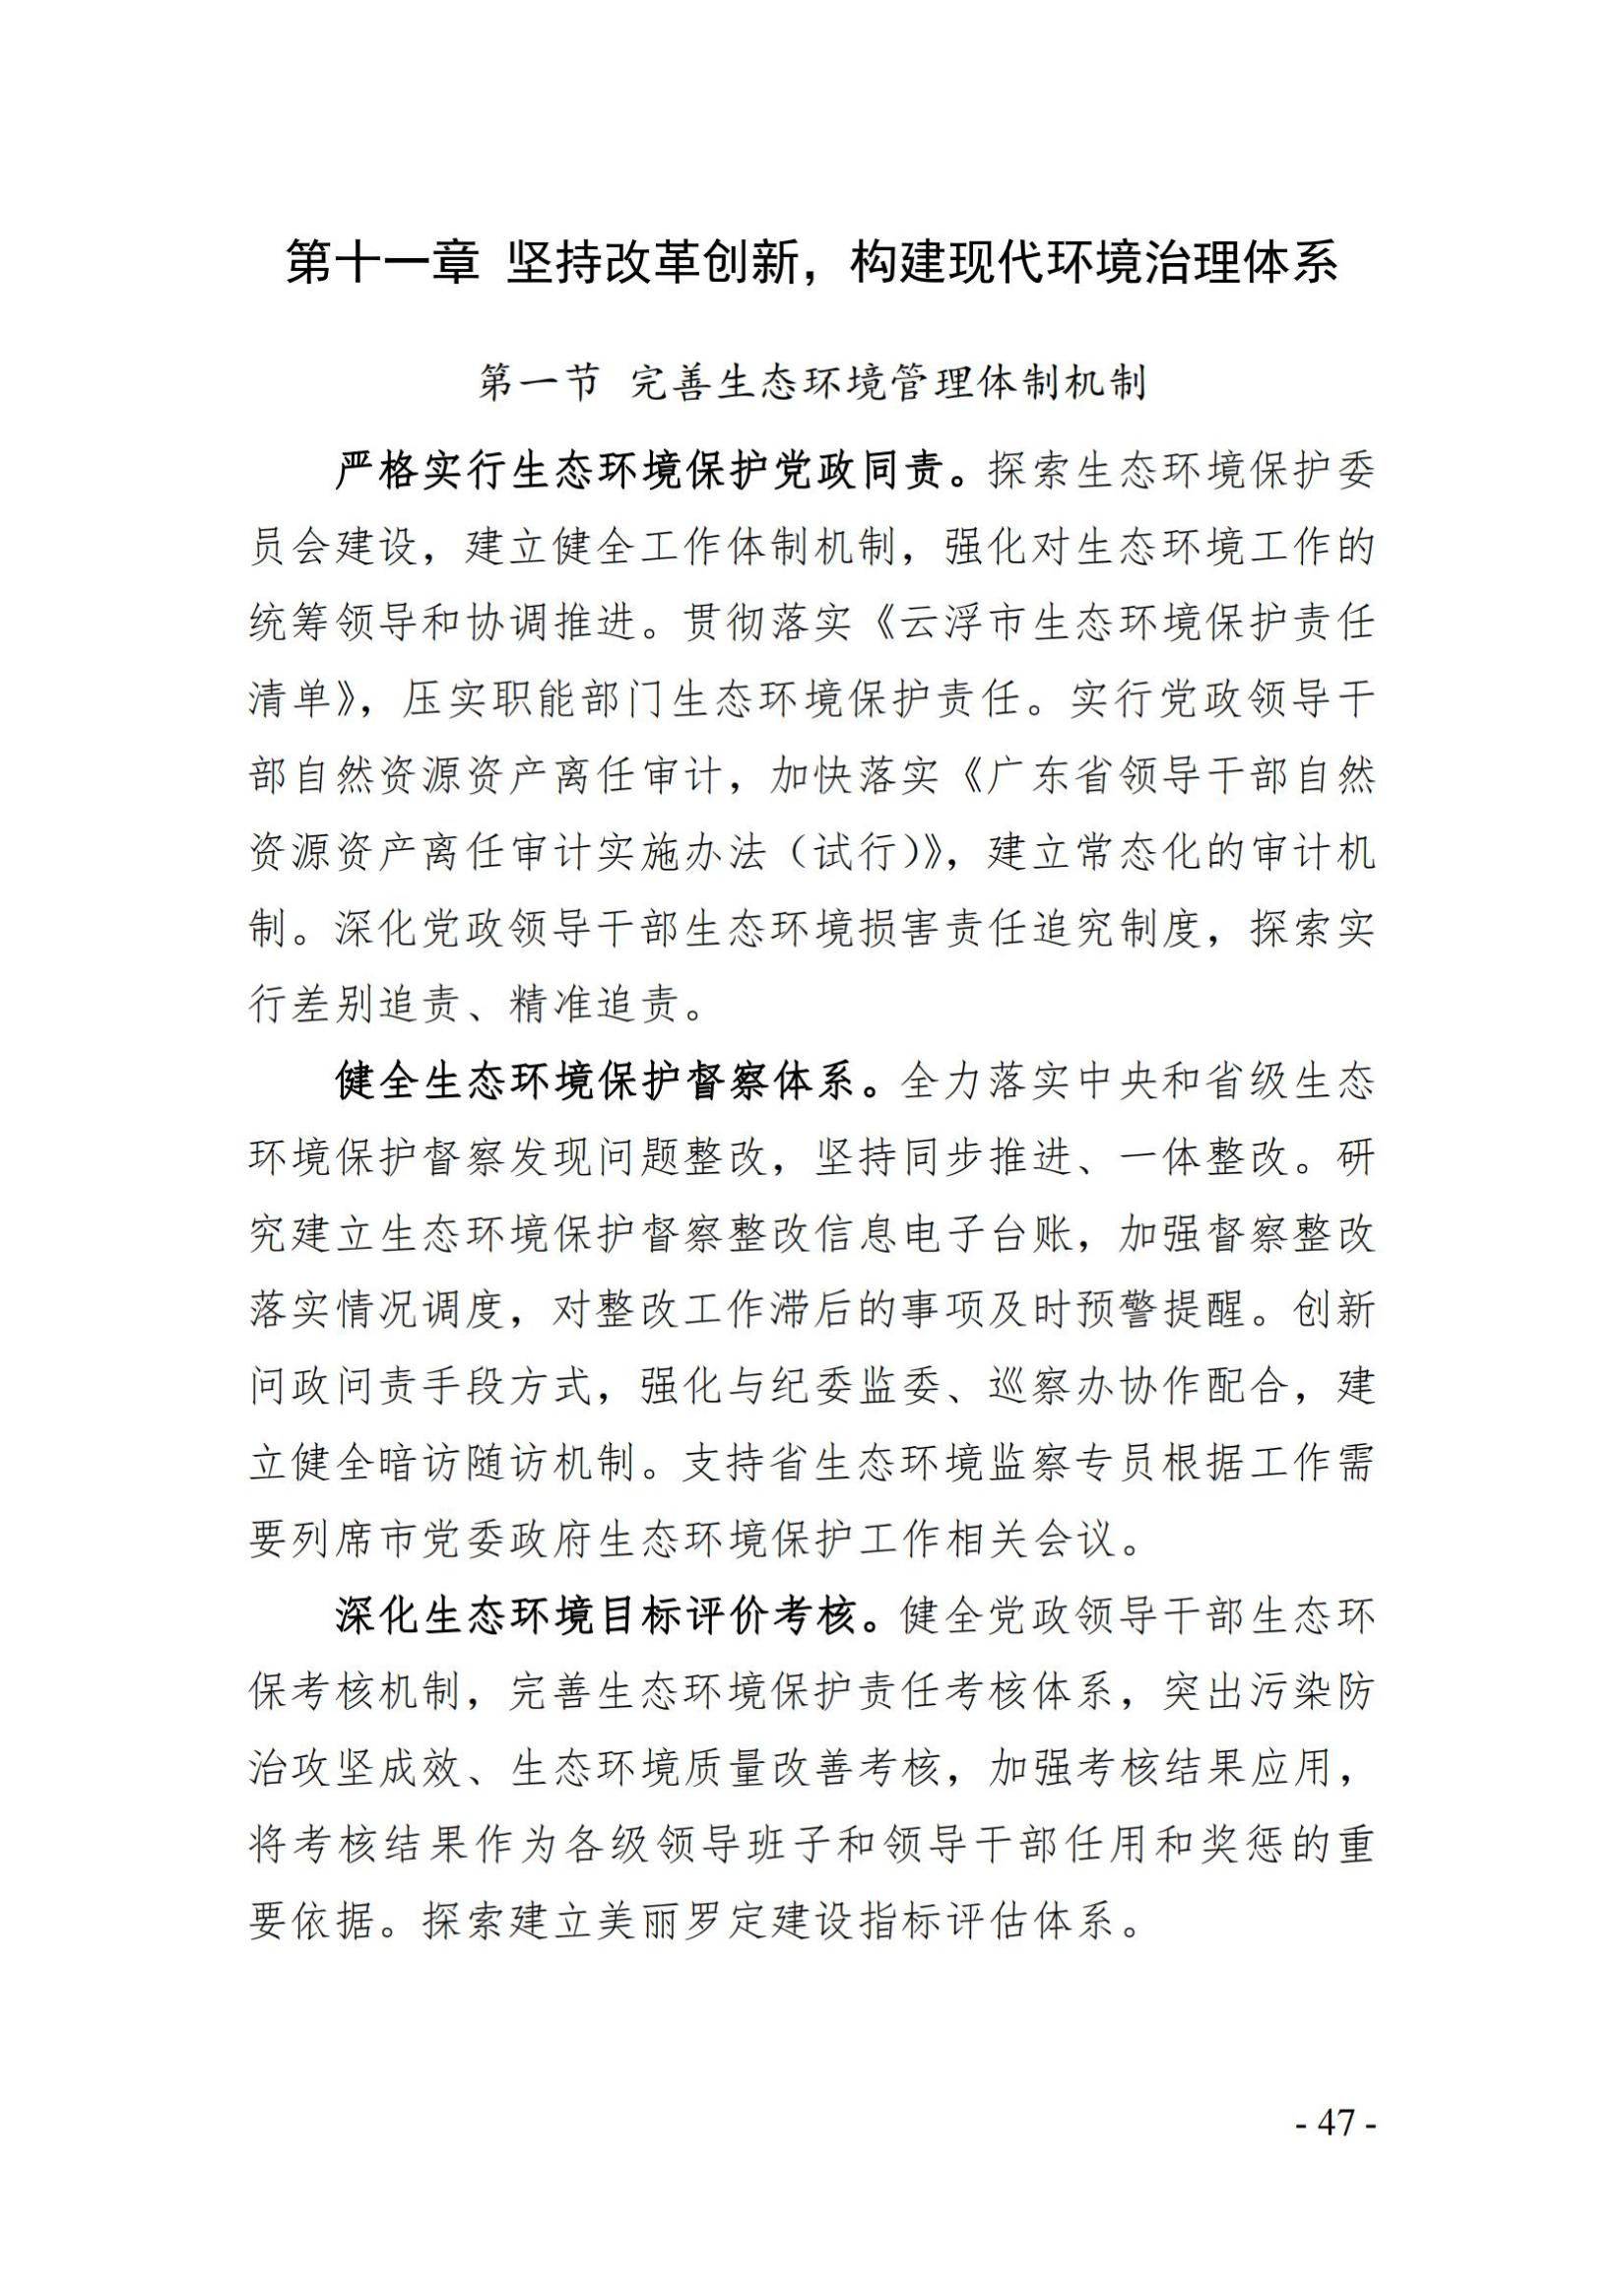 第十一章 坚持改革创新，构建现代环境治理体系
第一节 完善生态环境管理体制机制
严格实行生态环境保护党政同责。探索生态环境保护委
员会建设，建立健全工作体制机制，强化对生态环境工作的
统筹领导和协调推进。贯彻落实《云浮市生态环境保护责任
清单》，压实职能部门生态环境保护责任。实行党政领导干
部自然资源资产离任审计，加快落实《广东省领导干部自然
资源资产离任审计实施办法（试行）》，建立常态化的审计机
制。深化党政领导干部生态环境损害责任追究制度，探索实
行差别追责、精准追责。
健全生态环境保护督察体系。全力落实中央和省级生态
环境保护督察发现问题整改，坚持同步推进、一体整改。研
究建立生态环境保护督察整改信息电子台账，加强督察整改
落实情况调度，对整改工作滞后的事项及时预警提醒。创新
问政问责手段方式，强化与纪委监委、巡察办协作配合，建
立健全暗访随访机制。支持省生态环境监察专员根据工作需
要列席市党委政府生态环境保护工作相关会议。
深化生态环境目标评价考核。健全党政领导干部生态环
保考核机制，完善生态环境保护责任考核体系，突出污染防
治攻坚成效、生态环境质量改善考核，加强考核结果应用，
将考核结果作为各级领导班子和领导干部任用和奖惩的重
要依据。探索建立美丽罗定建设指标评估体系。
- 47 -